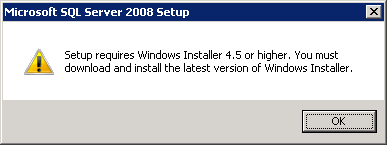 Microsoft SQL Server 2008 Setup
Setup requires Windows Installer 4.5 or higher. You must
download and install the latest version of Windows Installer.
OK